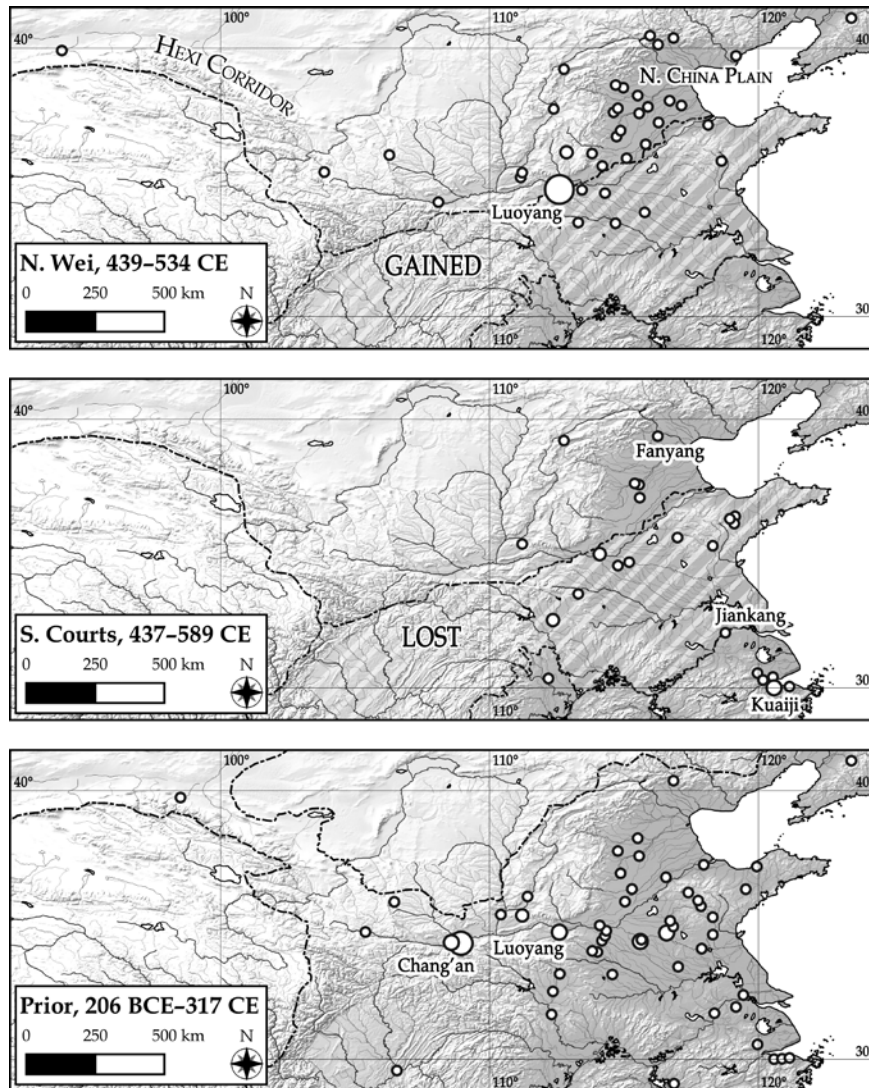 100°
120°
40°
40
HEXI CORRIDOR
N. CHINA PLAIN
Luoyang
GAINED
N. Wei, 439–534 CE
0 250 500 km
N
110°
120°
30
100°
110°
120°
40°
40
Fanyang
S. Courts, 437–589 CE
0 250 500 km
N
LOST
Jiankang
Kuaiji
110°
120°
30
100°
110°
120°
40°
40
Luoyang
Chang'an
Prior, 206 BCE–317 CE
0 250 500 km
N
110°
120°
30